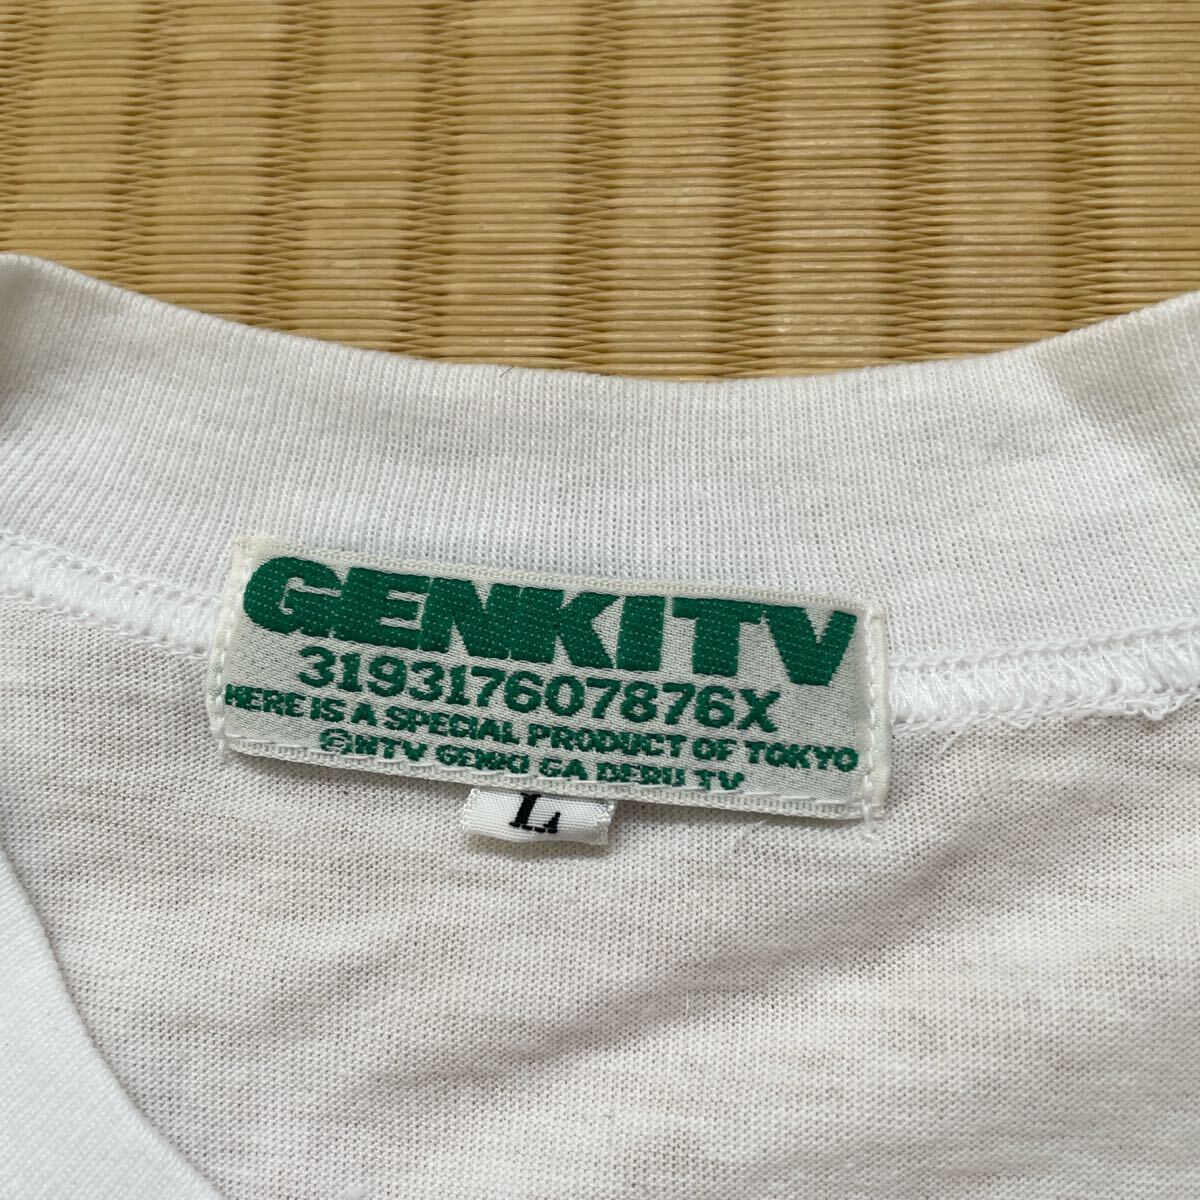 GENKITV
319317607876X
HERE IS A SPECIAL PRODUCT OF TOKYO
©NTV GENKI GA DERU TV
L